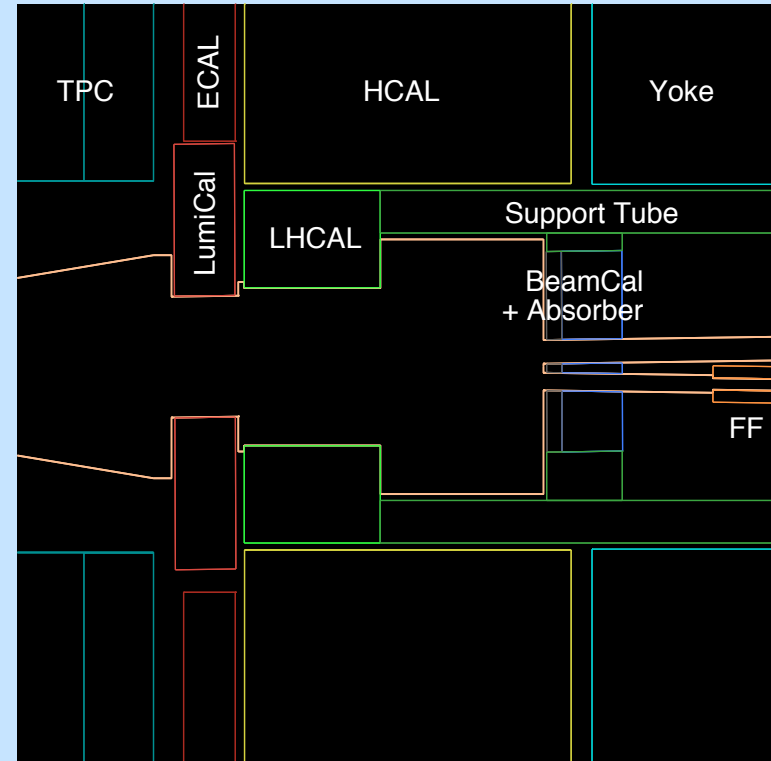 TPC
ECAL
HCAL
Yoke
LumiCal
LHCAL
Support Tube
BeamCal
+ Absorber
FF